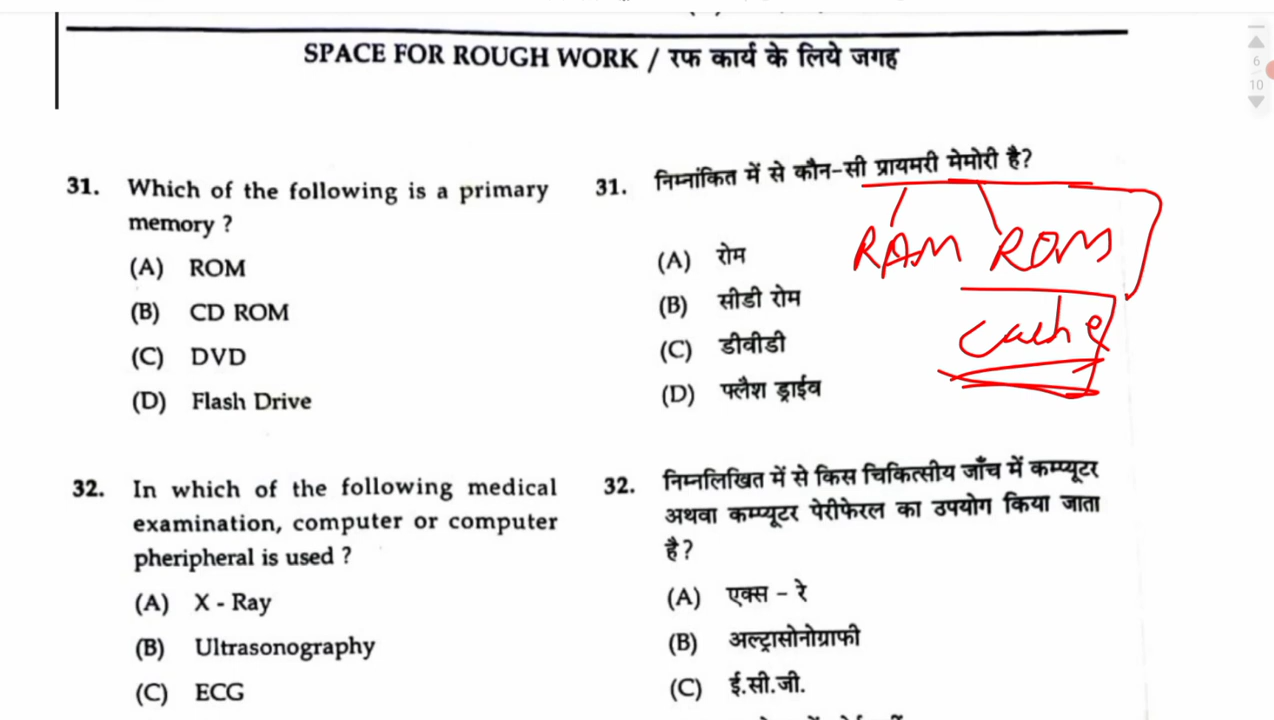 SPACE FOR ROUGH WORK / रफ कार्य के लिये जगह
6
10
31. Which of the following is a primary
memory ?
(A) ROM
(B) CD ROM
(C) DVD
(D) Flash Drive
31. निम्नांकित में से कौन-सी प्रायमरी मेमोरी है?
(A) रोम
(B) सीडी रोम
(C) डीवीडी
(D) फ्लैश ड्राईव
RAM ROM
Cache
32. In which of the following medical
examination, computer or computer
pheripheral is used ?
(A) X - Ray
(B) Ultrasonography
(C) ECG
32. निम्नलिखित में से किस चिकित्सीय जाँच में कम्प्यूटर
अथवा कम्प्यूटर पेरीफेरल का उपयोग किया जाता
है?
(A) एक्स - रे
(B) अल्ट्रासोनोग्राफी
(C) ई.सी.जी.